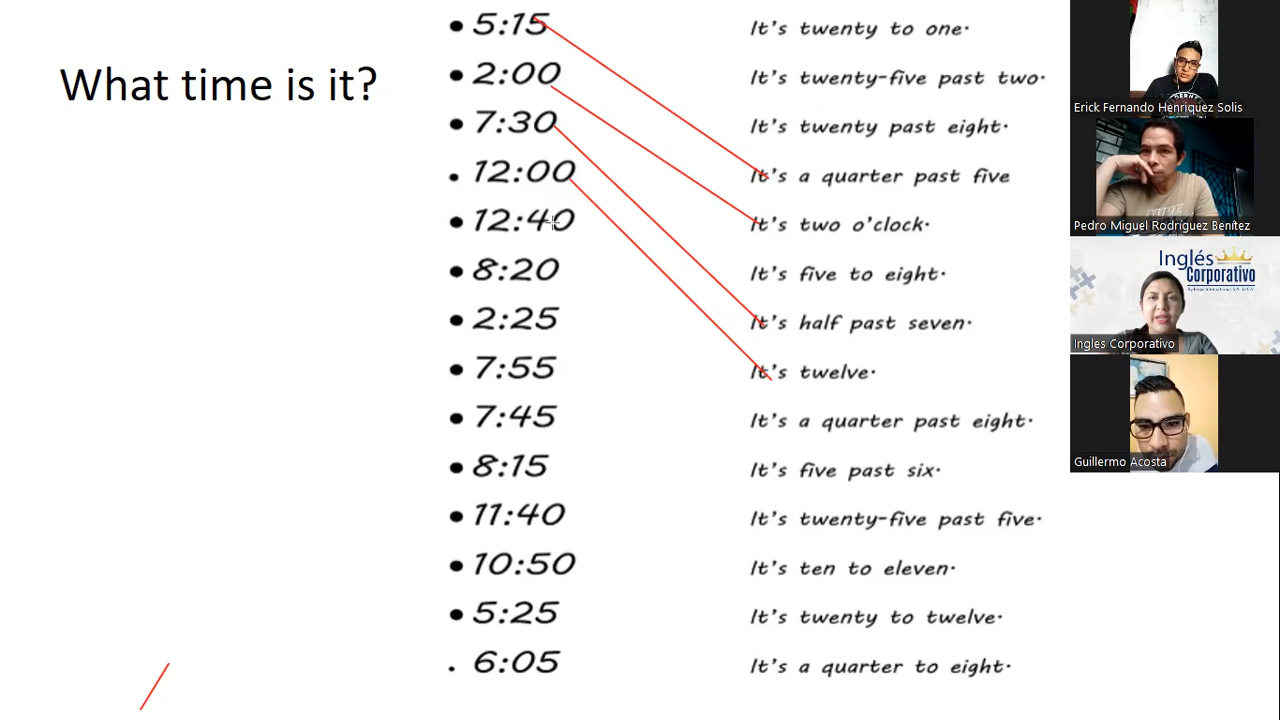 What time is it?
• 5:15
• 2:00
• 7:30
. 12:00
• 12:40
• 8:20
• 2:25
• 7:55
• 7:45
• 8:15
• 11:40
• 10:50
• 5:25
. 6:05
It's twenty to one.
It's twenty-five past two.
It's twenty past eight.
It's a quarter past five
It's two o'clock.
It's five to eight.
It's half past seven.
It's twelve.
It's a quarter past eight.
It's five past six.
It's twenty-five past five.
It's ten to eleven.
It's twenty to twelve.
It's a quarter to eight.
Erick Fernando Henriquez Solis
Pedro Miguel Rodríguez Benítez
Inglés
Corporativo
Ingles Corporativo
Guillermo Acosta